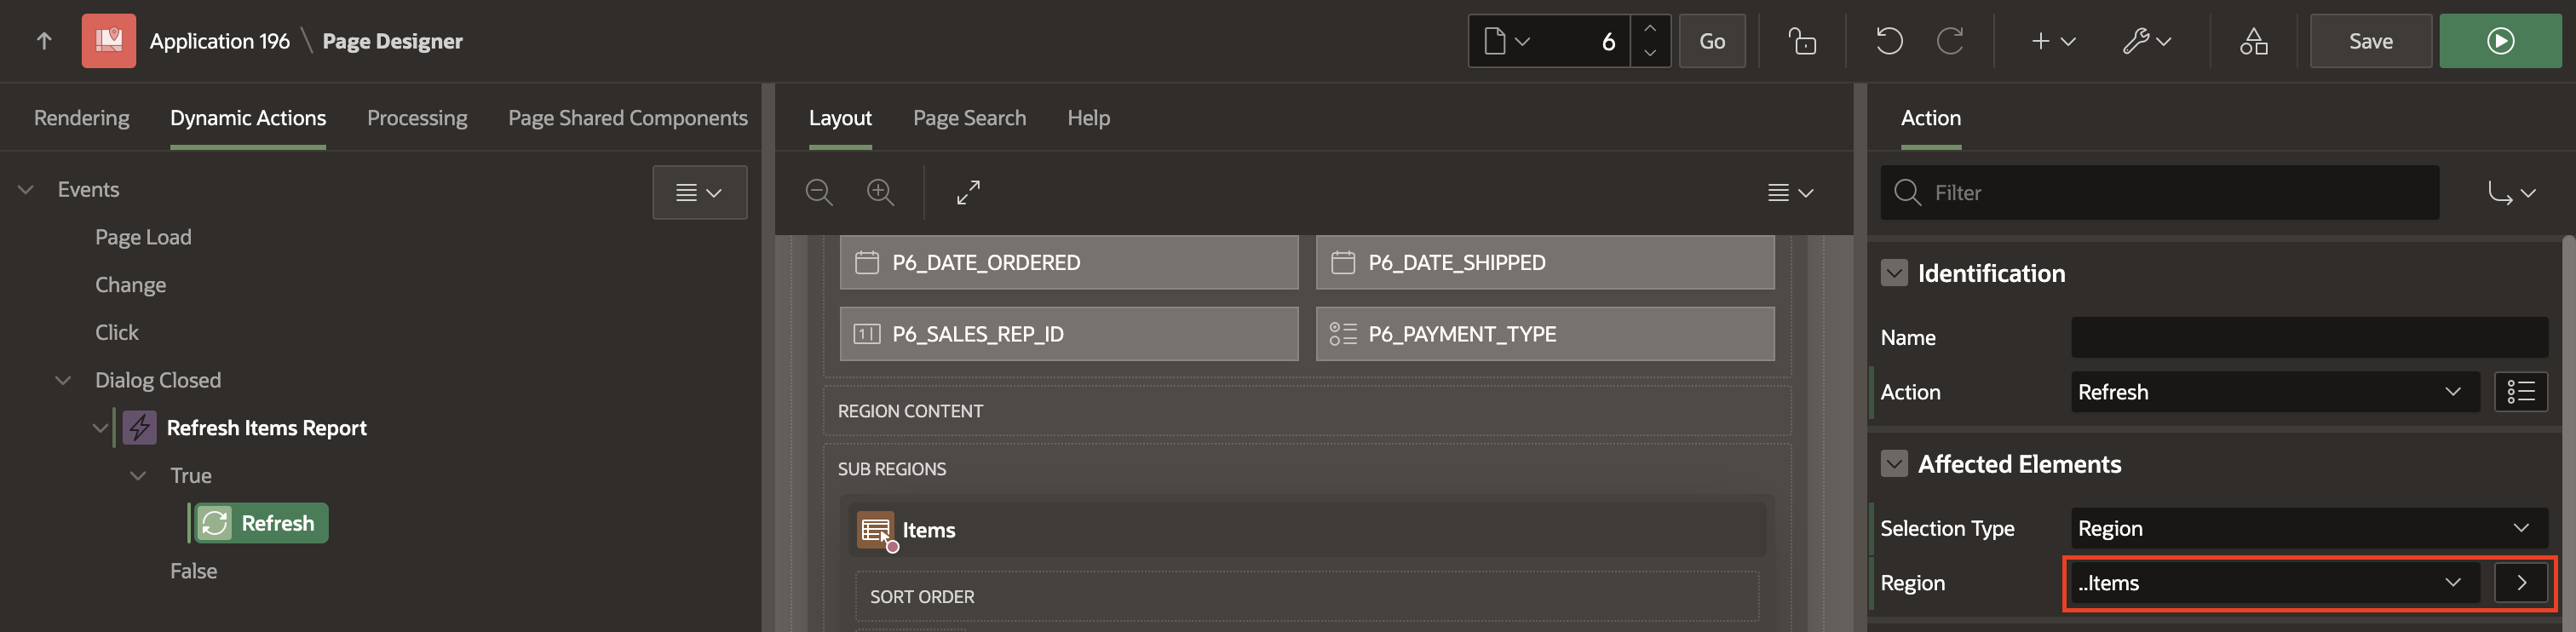 Application 196 \ Page Designer
6
Go
Save
Rendering
Dynamic Actions
Processing
Page Shared Components
Events
Page Load
Change
Click
Dialog Closed
Refresh Items Report
True
Refresh
False
Layout
Page Search
Help
P6_DATE_ORDERED
P6_DATE_SHIPPED
P6_SALES_REP_ID
P6_PAYMENT_TYPE
REGION CONTENT
SUB REGIONS
Items
SORT ORDER
Action
Filter
Identification
Name
Action
Refresh
Affected Elements
Selection Type
Region
Region
..Items